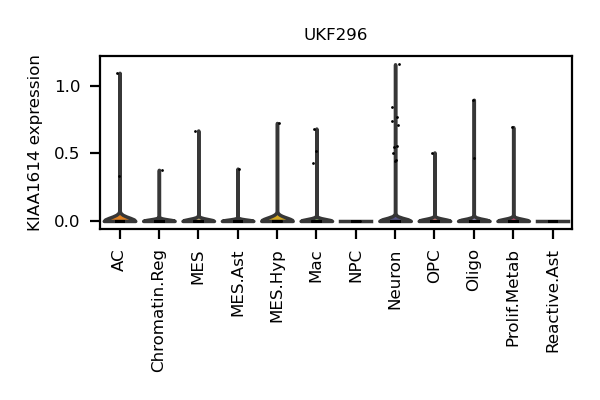 UKF296
KIAA1614 expression
1.0
0.5
0.0
AC
Chromatin.Reg
MES
MES.Ast
MES.Hyp
Mac
NPC
Neuron
OPC
Oligo
Prolif.Metab
Reactive.Ast